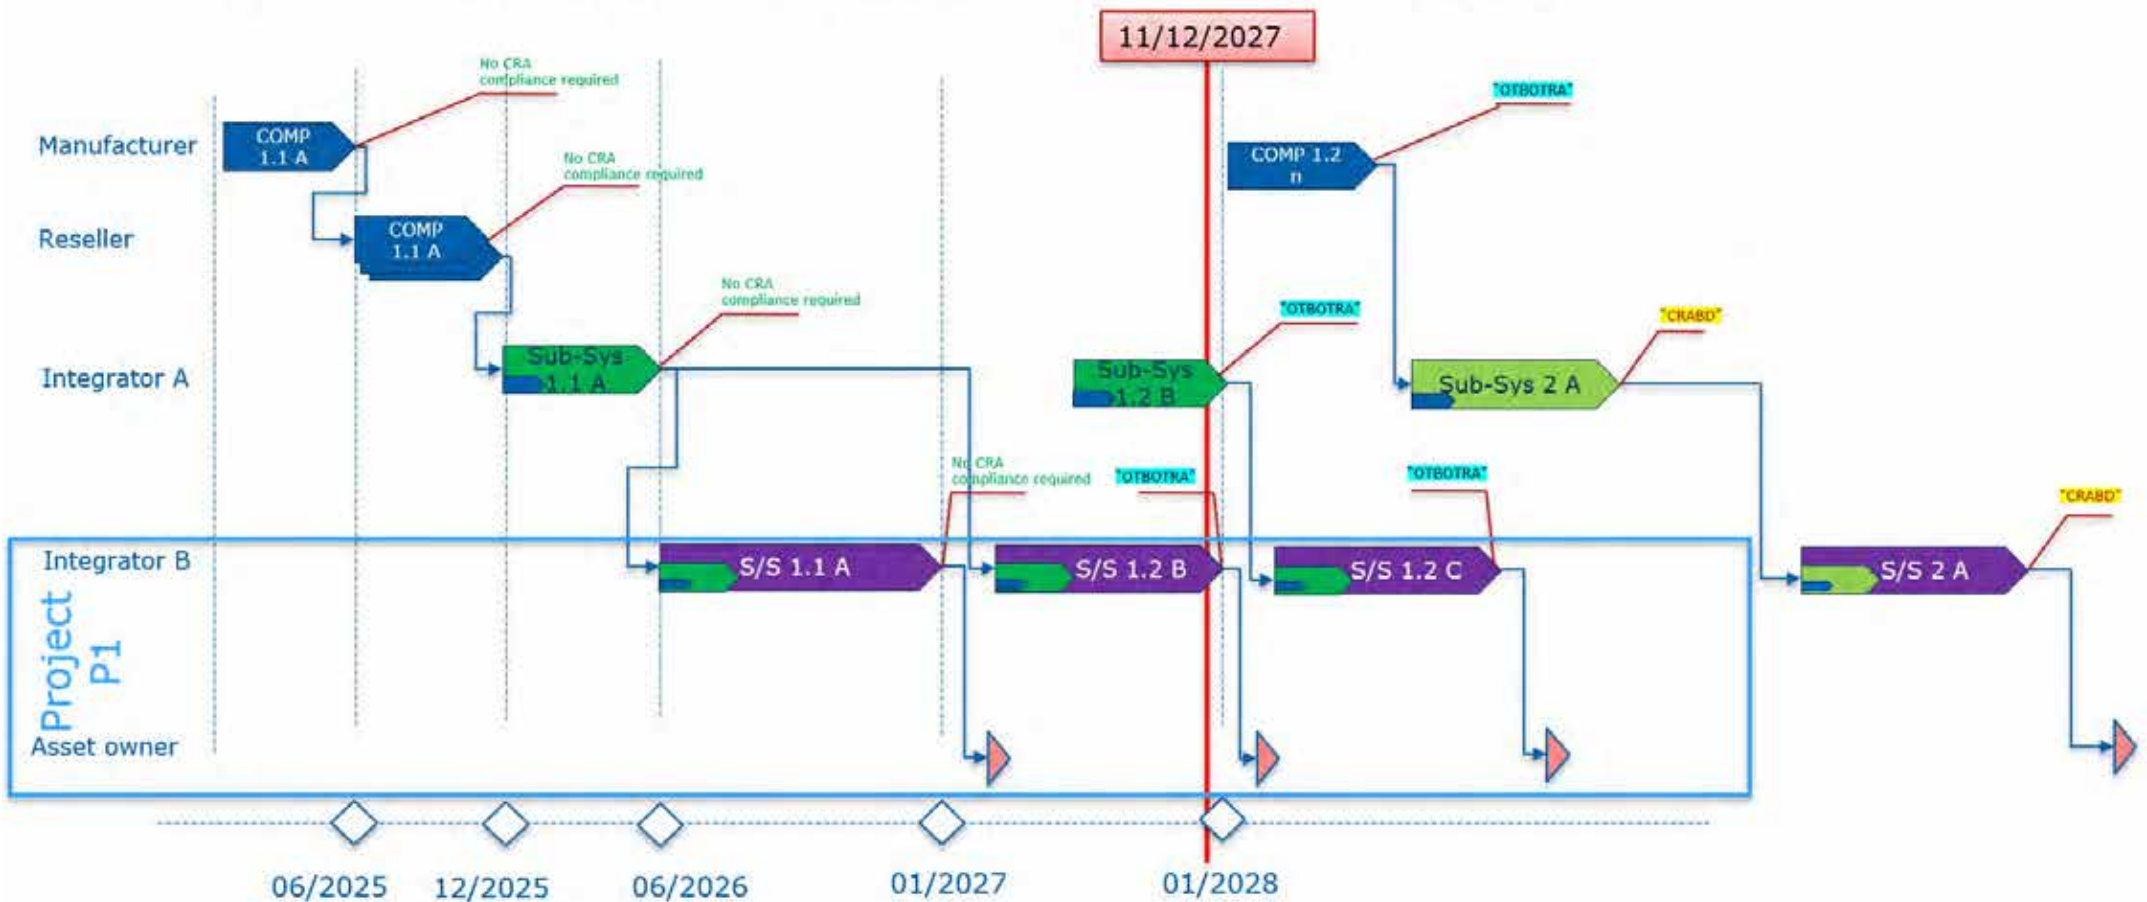 11/12/2027
No CRA
compliance required
"OTBOTRA"
Manufacturer
COMP
1.1 A
COMP 1.2
n
No CRA
compliance required
Reseller
COMP
1.1 A
No CRA
compliance required
"OTBOTRA"
"CRABD"
Integrator A
Sub-Sys
1.1 A
Sub-Sys
1.2 B
Sub-Sys 2 A
No CRA
compliance required
"OTBOTRA"
"OTBOTRA"
"CRABD"
Integrator B
S/S 1.1 A
S/S 1.2 B
S/S 1.2 C
S/S 2 A
Project
P1
Asset owner
06/2025
12/2025
06/2026
01/2027
01/2028